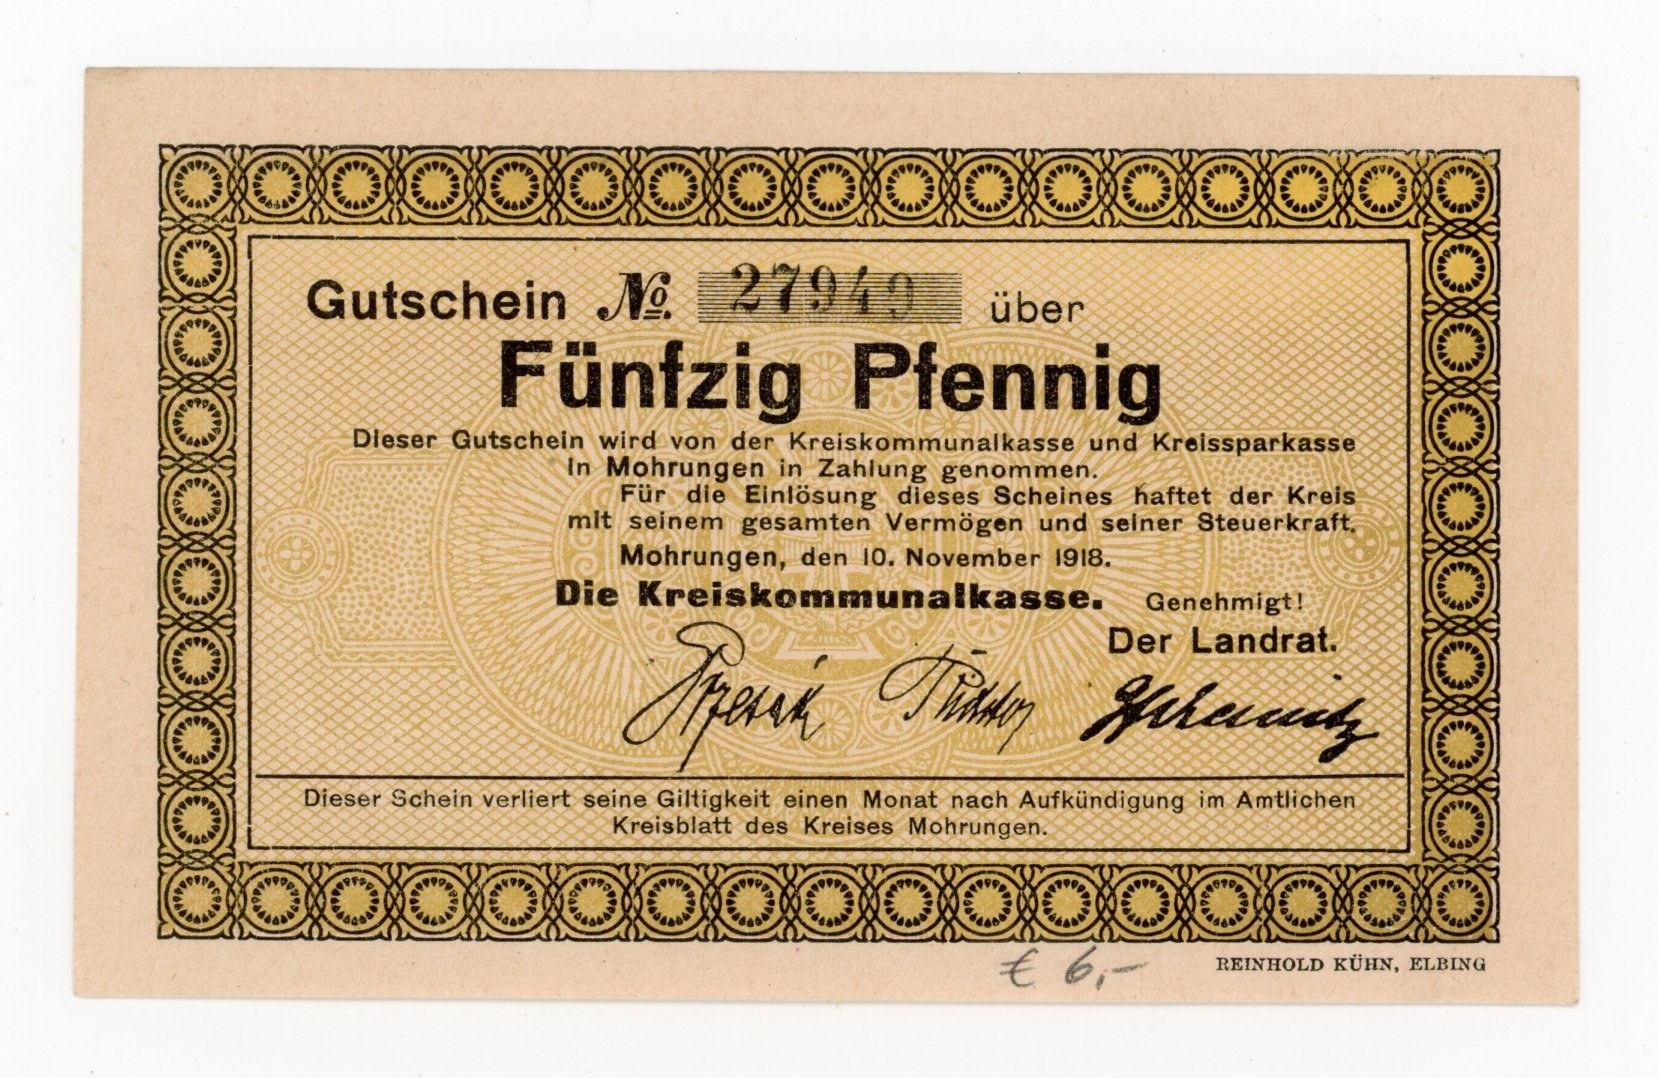 Gutschein № 27949 über
Fünfzig Pfennig
Dieser Gutschein wird von der Kreiskommunalkasse und Kreissparkasse
in Mohrungen in Zahlung genommen.
Für die Einlösung dieses Scheines haftet der Kreis
mit seinem gesamten Vermögen und seiner Steuerkraft.
Mohrungen, den 10. November 1918.
Die Kreiskommunalkasse. Genehmigt!
Der Landrat.
Dieser Schein verliert seine Giltigkeit einen Monat nach Aufkündigung im Amtlichen
Kreisblatt des Kreises Mohrungen.
€ 6,-
REINHOLD KÜHN, ELBING